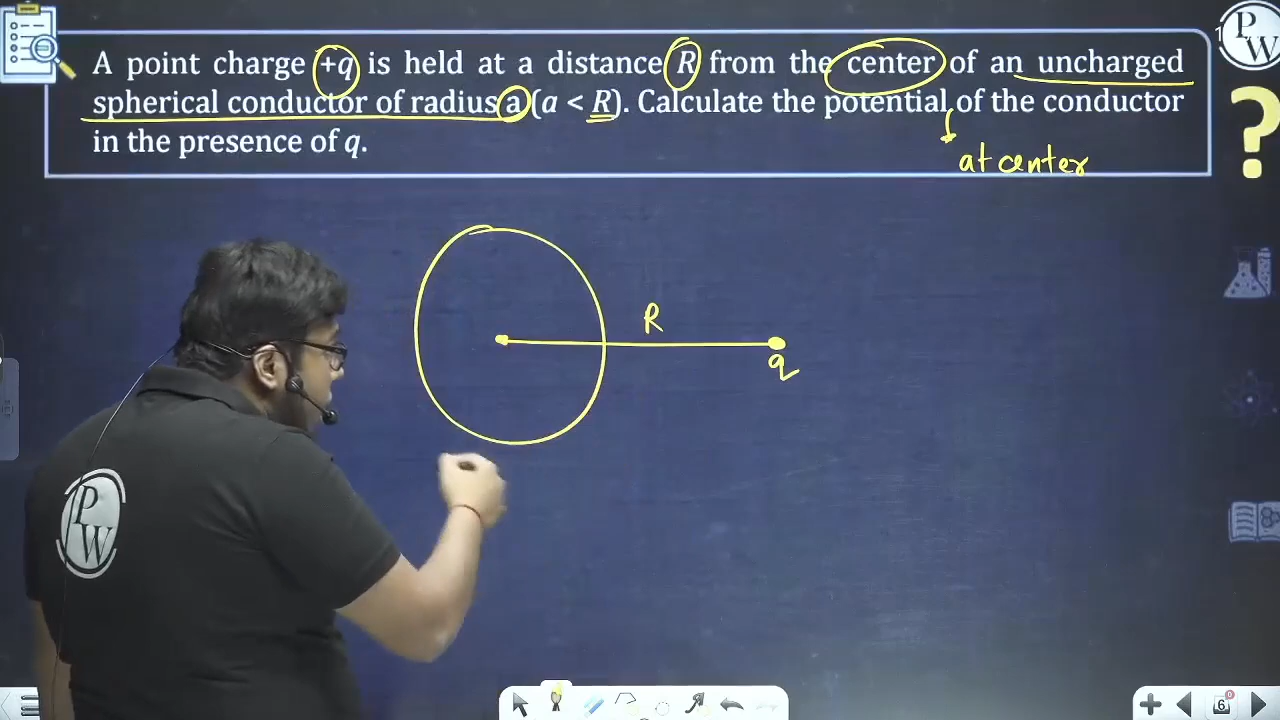 A point charge +q is held at a distance R from the center of an uncharged
spherical conductor of radius a (a < R). Calculate the potential of the conductor
in the presence of q.
at center
R
q
P
W
P
W
?
6